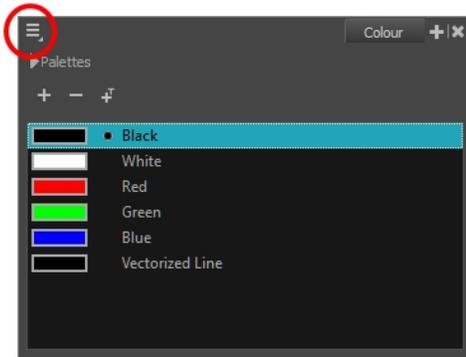 Colour
Palettes
Black
White
Red
Green
Blue
Vectorized Line